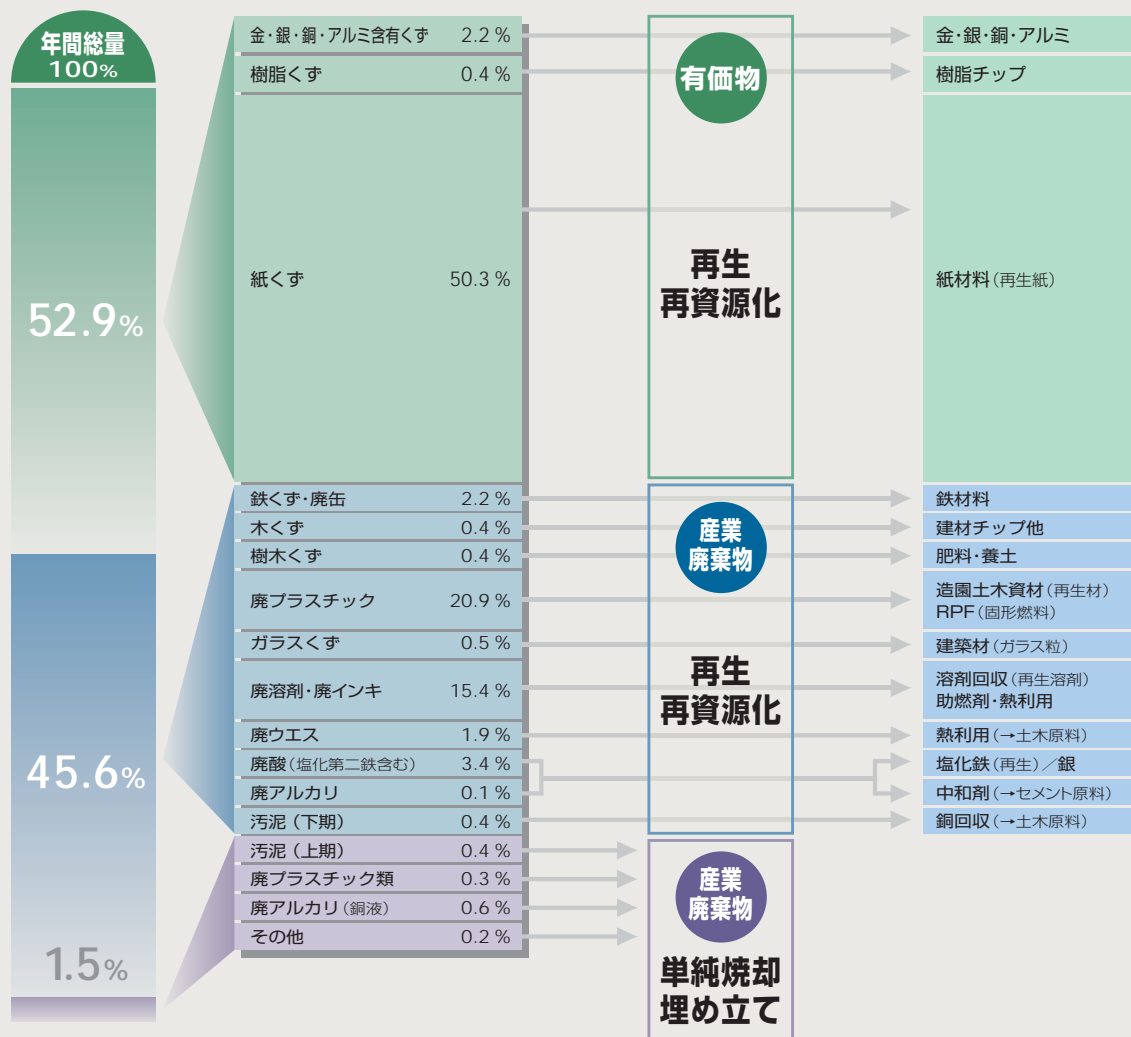 年間総量
100%
52.9%
45.6%
1.5%
金・銀・銅・アルミ含有くず 2.2 %
樹脂くず 0.4 %
紙くず 50.3 %
鉄くず・廃缶 2.2 %
木くず 0.4 %
樹木くず 0.4 %
廃プラスチック 20.9 %
ガラスくず 0.5 %
廃溶剤・廃インキ 15.4 %
廃ウエス 1.9 %
廃酸(塩化第二鉄含む) 3.4 %
廃アルカリ 0.1 %
汚泥(下期) 0.4 %
汚泥(上期) 0.4 %
廃プラスチック類 0.3 %
廃アルカリ(銅液) 0.6 %
その他 0.2 %
有価物
再生
再資源化
産業
廃棄物
再生
再資源化
産業
廃棄物
単純焼却
埋め立て
金・銀・銅・アルミ
樹脂チップ
紙材料(再生紙)
鉄材料
建材チップ他
肥料・養土
造園土木資材(再生材)
RPF(固形燃料)
建築材(ガラス粒)
溶剤回収(再生溶剤)
助燃剤・熱利用
熱利用(→土木原料)
塩化鉄(再生)/銀
中和剤(→セメント原料)
銅回収(→土木原料)